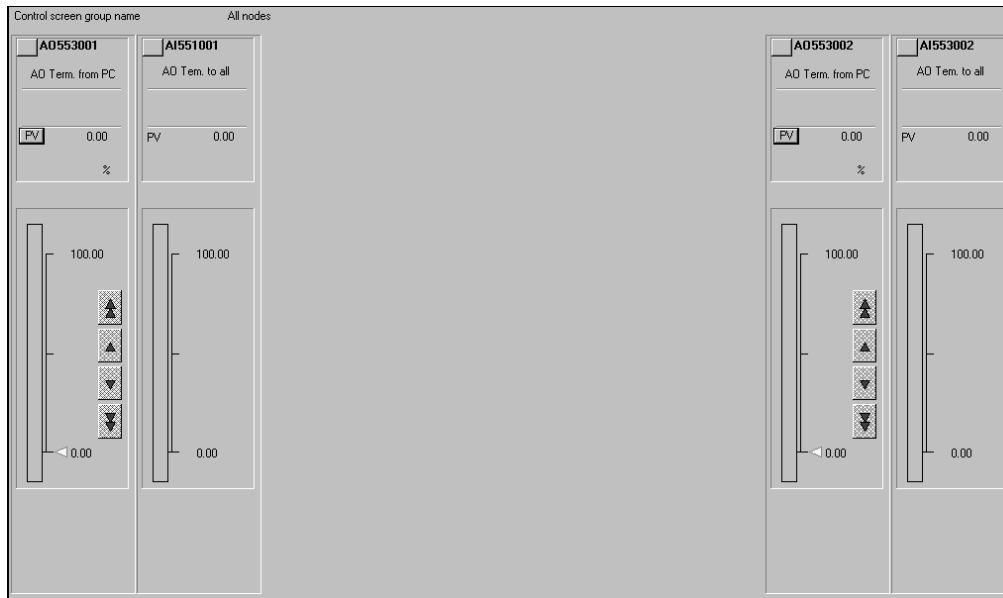 Control screen group name All nodes
AO553001 AI551001 AO553002 AI553002
AO Term. from PC AO Tem. to all AO Term. from PC AO Tem. to all
PV 0.00 PV 0.00 PV 0.00 PV 0.00
% %
100.00 100.00 100.00 100.00
0.00 0.00 0.00 0.00